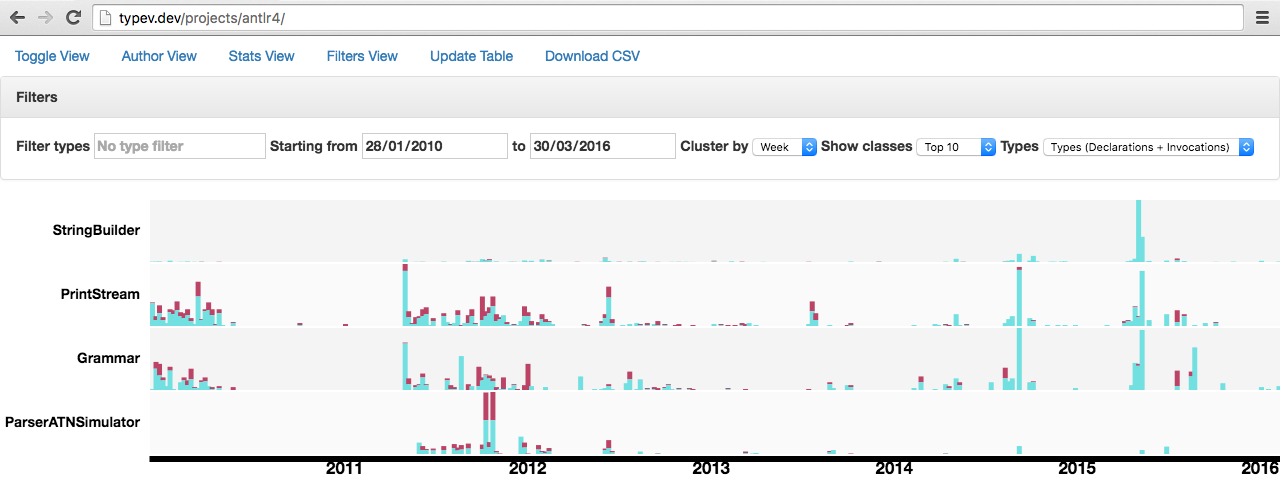 typev.dev/projects/antlr4/
Toggle View Author View Stats View Filters View Update Table Download CSV
Filters
Filter types No type filter Starting from 28/01/2010 to 30/03/2016 Cluster by Week Show classes Top 10 Types Types (Declarations + Invocations)
StringBuilder
PrintStream
Grammar
ParserATNSimulator
2011 2012 2013 2014 2015 2016